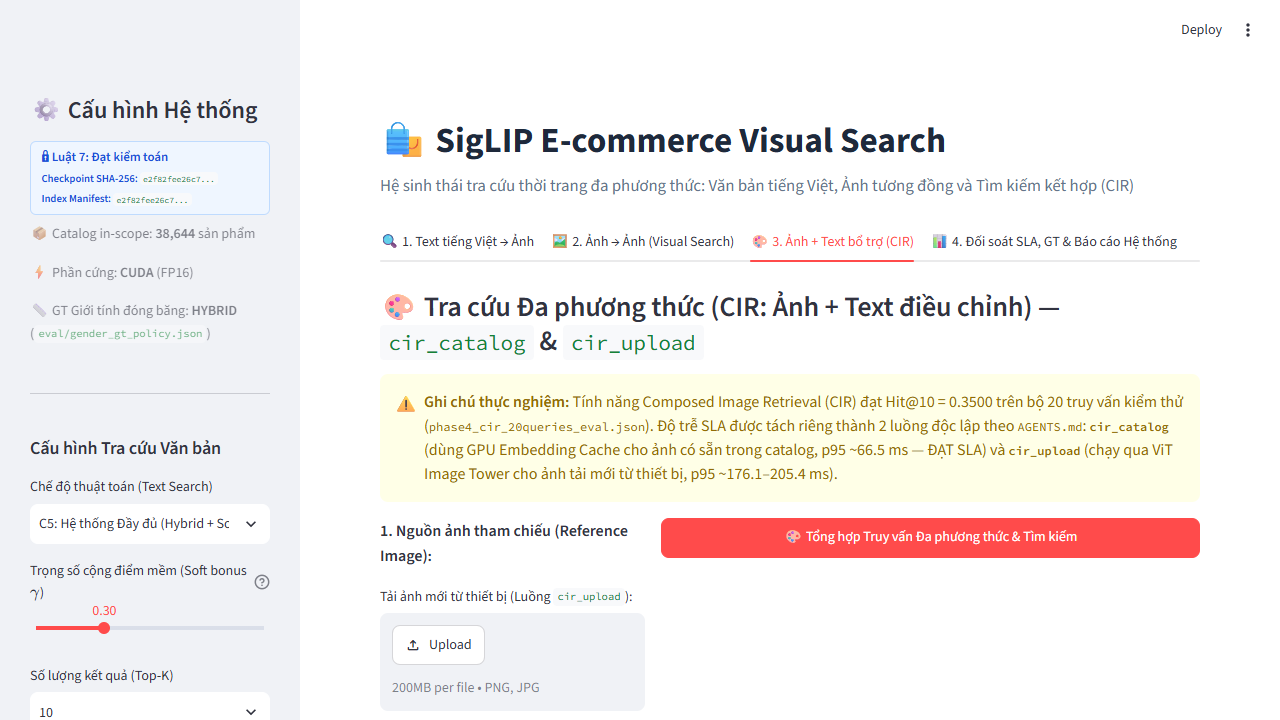 Deploy
Cấu hình Hệ thống
Luật 7: Đạt kiểm toán
Checkpoint SHA-256: e2f82fee26c7...
Index Manifest: e2f82fee26c7...
Catalog in-scope: 38,644 sản phẩm
Phần cứng: CUDA (FP16)
GT Giới tính đóng băng: HYBRID
( eval/gender_gt_policy.json )
Cấu hình Tra cứu Văn bản
Chế độ thuật toán (Text Search)
C5: Hệ thống Đầy đủ (Hybrid + Sc
Trọng số cộng điểm mềm (Soft bonus
γ)
0.30
Số lượng kết quả (Top-K)
10
SigLIP E-commerce Visual Search
Hệ sinh thái tra cứu thời trang đa phương thức: Văn bản tiếng Việt, Ảnh tương đồng và Tìm kiếm kết hợp (CIR)
1. Text tiếng Việt → Ảnh
2. Ảnh → Ảnh (Visual Search)
3. Ảnh + Text bổ trợ (CIR)
4. Đối soát SLA, GT & Báo cáo Hệ thống
Tra cứu Đa phương thức (CIR: Ảnh + Text điều chỉnh) —
cir_catalog & cir_upload
Ghi chú thực nghiệm: Tính năng Composed Image Retrieval (CIR) đạt Hit@10 = 0.3500 trên bộ 20 truy vấn kiểm thử
(phase4_cir_20queries_eval.json). Độ trễ SLA được tách riêng thành 2 luồng độc lập theo AGENTS.md: cir_catalog
(dùng GPU Embedding Cache cho ảnh có sẵn trong catalog, p95 ~66.5 ms — ĐẠT SLA) và cir_upload (chạy qua ViT
Image Tower cho ảnh tải mới từ thiết bị, p95 ~176.1–205.4 ms).
1. Nguồn ảnh tham chiếu (Reference
Image):
Tải ảnh mới từ thiết bị (Luồng cir_upload ):
Upload
200MB per file • PNG, JPG
Tổng hợp Truy vấn Đa phương thức & Tìm kiếm